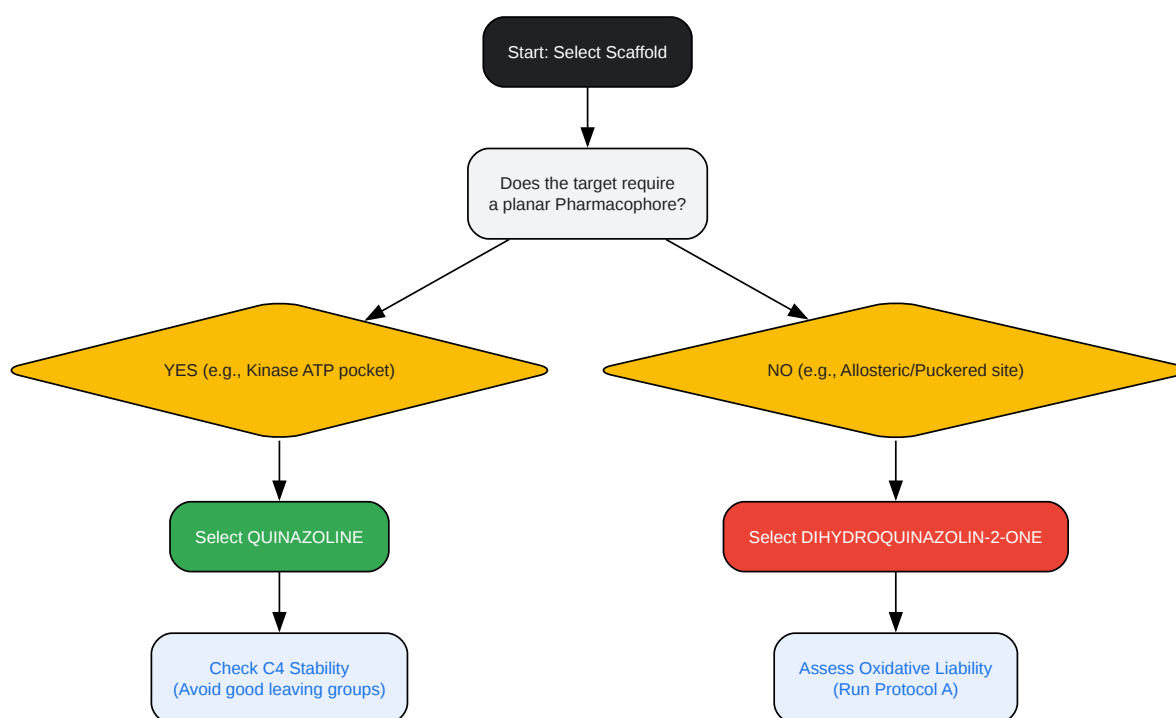 Start: Select Scaffold
Does the target require
a planar Pharmacophore?
YES (e.g., Kinase ATP pocket)
NO (e.g., Allosteric/Puckered site)
Select QUINAZOLINE
Select DIHYDROQUINAZOLIN-2-ONE
Check C4 Stability
(Avoid good leaving groups)
Assess Oxidative Liability
(Run Protocol A)